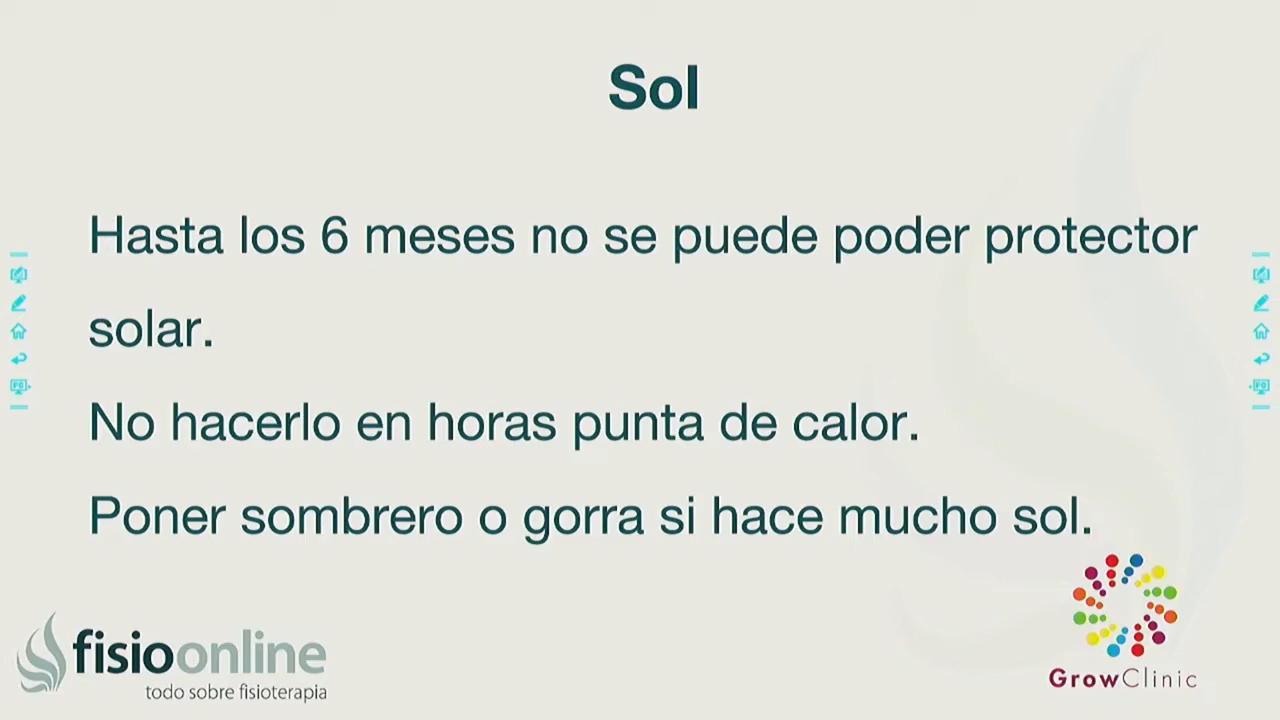 Sol
Hasta los 6 meses no se puede poder protector
solar.
No hacerlo en horas punta de calor.
Poner sombrero o gorra si hace mucho sol.
fisioonline
todo sobre fisioterapia
GrowClinic